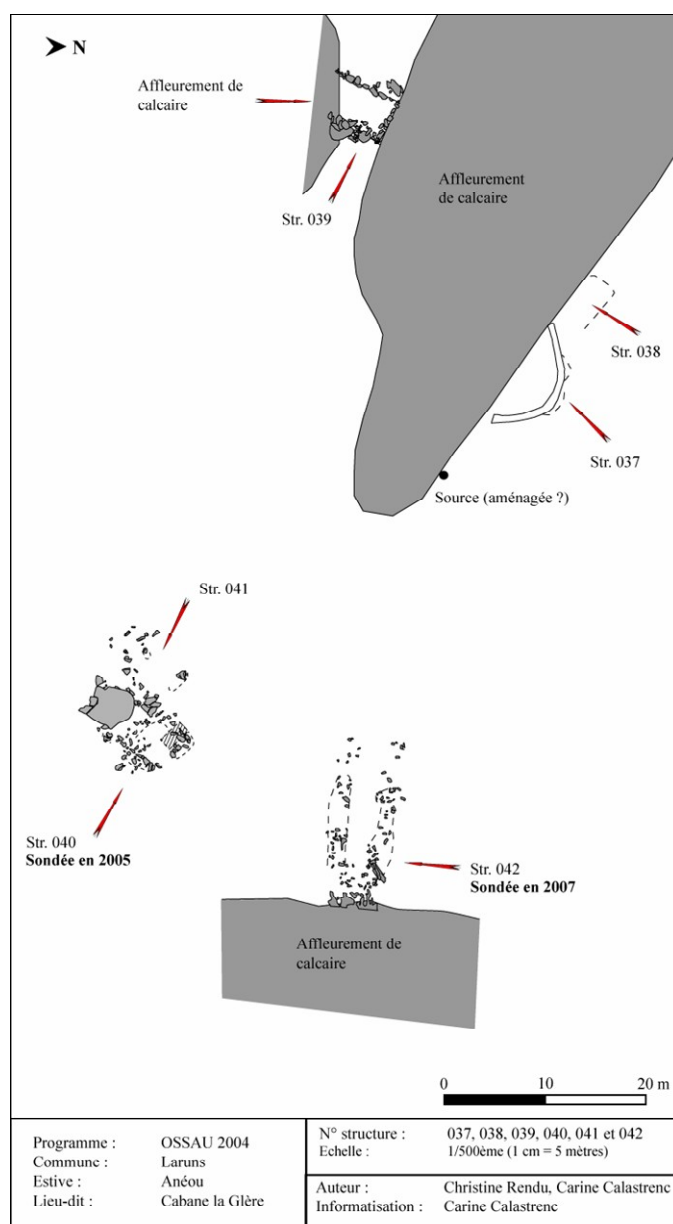 N
Affleurement de
calcaire
Affleurement
de calcaire
Str. 039
Str. 038
Str. 037
Source (aménagée ?)
Str. 041
Str. 040
Sondée en 2005
Str. 042
Sondée en 2007
Affleurement de
calcaire
0 10 20 m
Programme : OSSAU 2004
Commune : Laruns
Estive : Anéou
Lieu-dit : Cabane la Glère
N° structure : 037, 038, 039, 040, 041 et 042
Echelle : 1/500ème (1 cm = 5 mètres)
Auteur : Christine Rendu, Carine Calastrenc
Informatisation : Carine Calastrenc